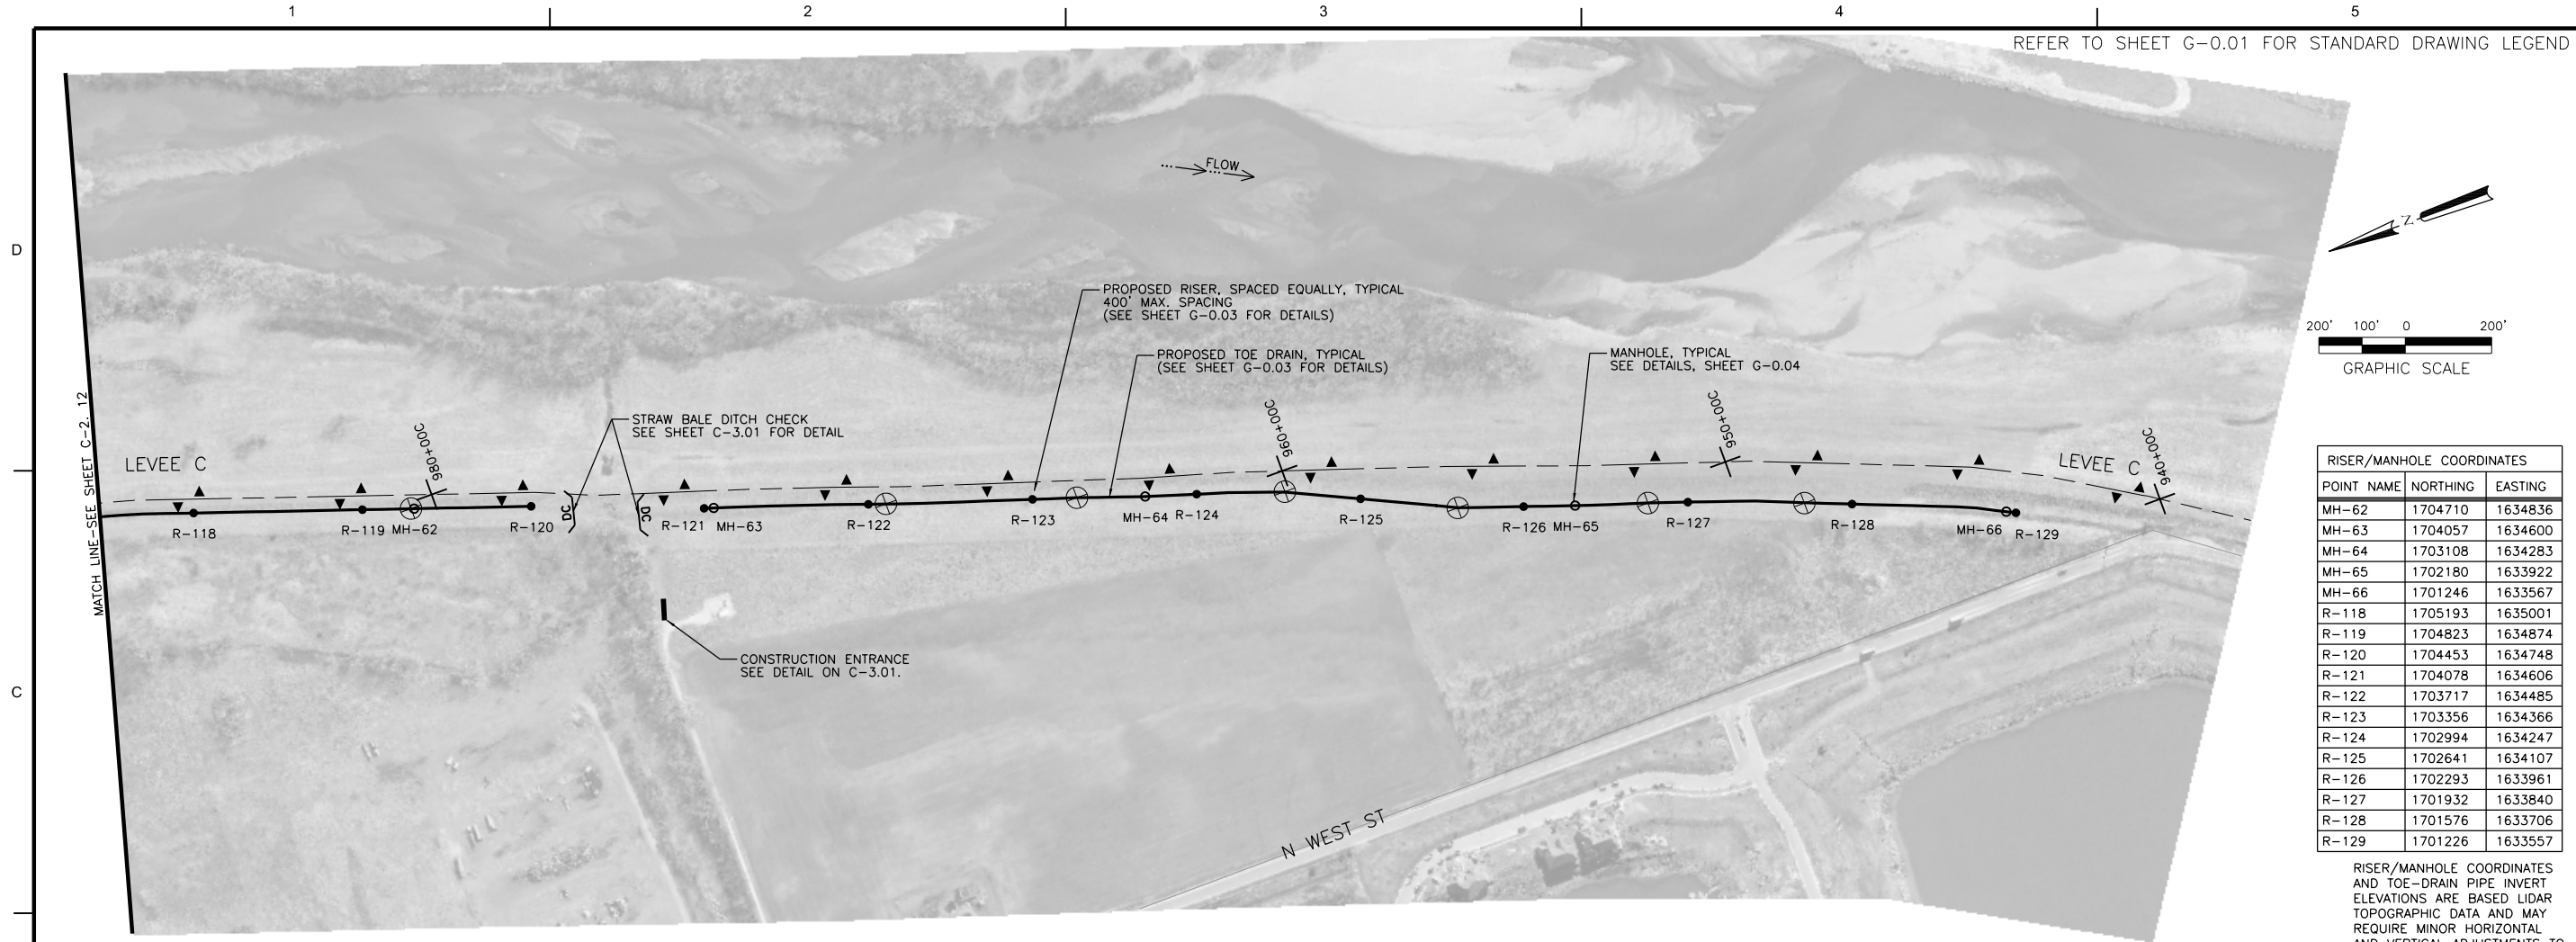 1 2 3 4 5
REFER TO SHEET G-0.01 FOR STANDARD DRAWING LEGEND
FLOW
D
Z
PROPOSED RISER, SPACED EQUALLY, TYPICAL
400' MAX. SPACING
(SEE SHEET G-0.03 FOR DETAILS)
PROPOSED TOE DRAIN, TYPICAL
(SEE SHEET G-0.03 FOR DETAILS)
MANHOLE, TYPICAL
SEE DETAILS, SHEET G-0.04
200' 100' 0 200'
GRAPHIC SCALE
MATCH LINE-SEE SHEET C-2. 12
STRAW BALE DITCH CHECK
SEE SHEET C-3.01 FOR DETAIL
LEVEE C
980+00C
960+00C
950+00C
LEVEE C
940+00C
R-118
R-119 MH-62
R-120
DC
DC
R-121 MH-63
R-122
R-123
MH-64 R-124
R-125
R-126 MH-65
R-127
R-128
MH-66 R-129
CONSTRUCTION ENTRANCE
SEE DETAIL ON C-3.01.
C
N WEST ST
RISER/MANHOLE COORDINATES
POINT NAME NORTHING EASTING
MH-62 1704710 1634836
MH-63 1704057 1634600
MH-64 1703108 1634283
MH-65 1702180 1633922
MH-66 1701246 1633567
R-118 1705193 1635001
R-119 1704823 1634874
R-120 1704453 1634748
R-121 1704078 1634606
R-122 1703717 1634485
R-123 1703356 1634366
R-124 1702994 1634247
R-125 1702641 1634107
R-126 1702293 1633961
R-127 1701932 1633840
R-128 1701576 1633706
R-129 1701226 1633557
RISER/MANHOLE COORDINATES
AND TOE-DRAIN PIPE INVERT
ELEVATIONS ARE BASED LIDAR
TOPOGRAPHIC DATA AND MAY
REQUIRE MINOR HORIZONTAL
AND VERTICAL ADJUSTMENTS TO